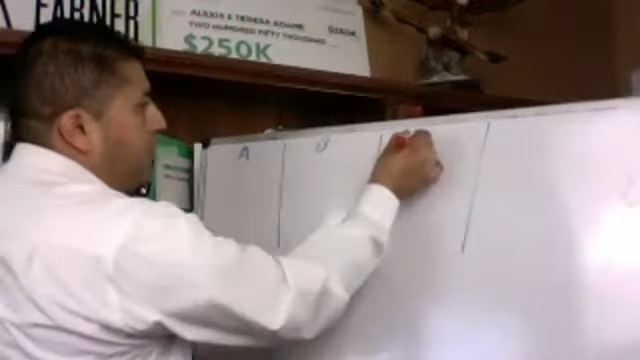 EARNER
ALEXIS & TERESA ADAME
TWO HUNDRED FIFTY THOUSAND
$250K
A
B